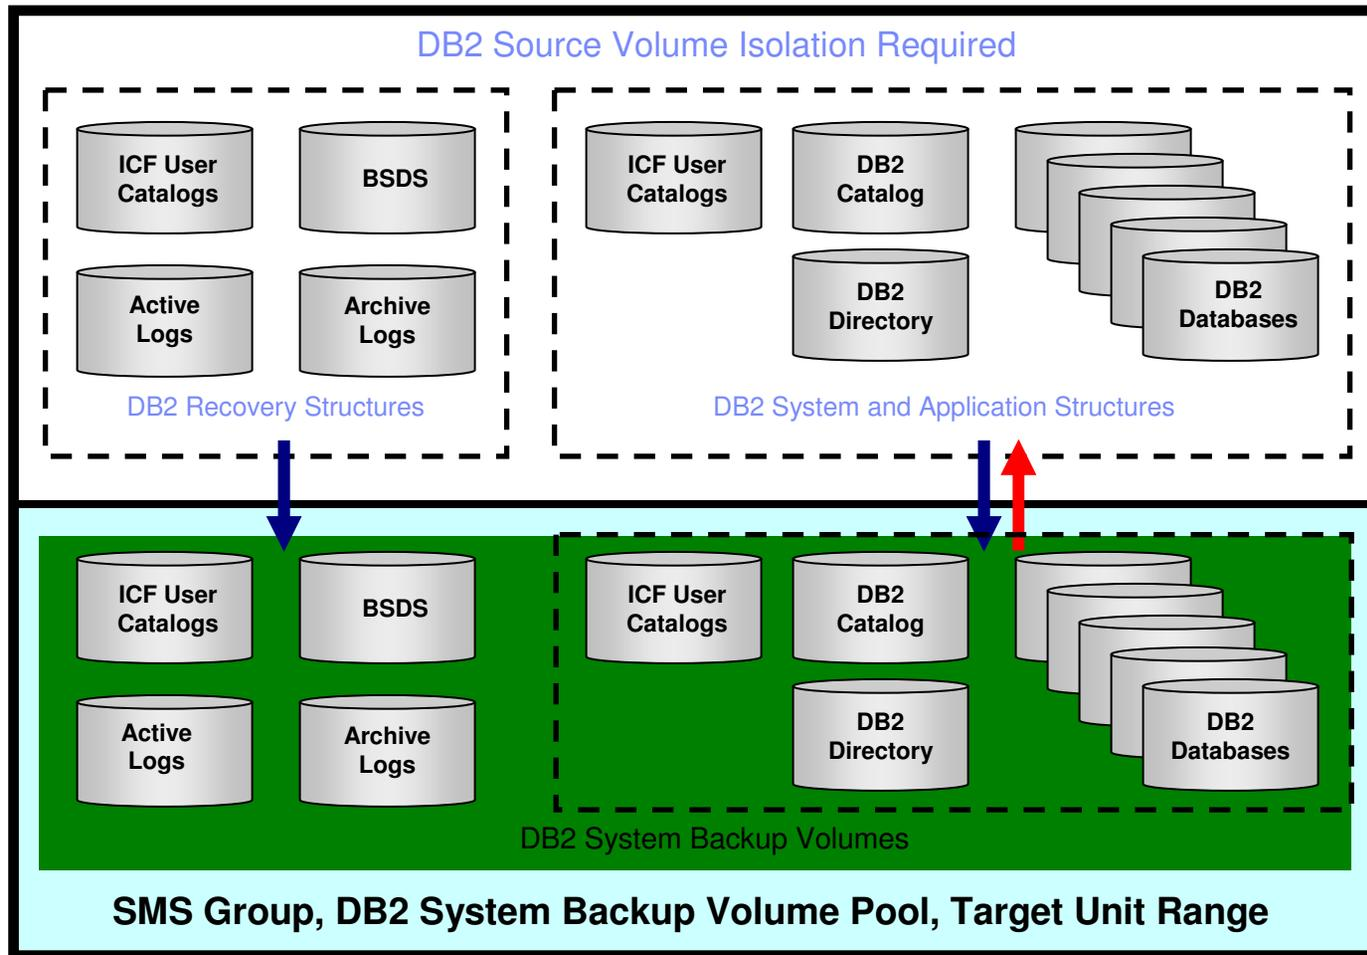 DB2 Source Volume Isolation Required
ICF User
Catalogs
BSDS
Active
Logs
Archive
Logs
DB2 Recovery Structures
ICF User
Catalogs
DB2
Catalog
DB2
Directory
DB2
Databases
DB2 System and Application Structures
ICF User
Catalogs
BSDS
Active
Logs
Archive
Logs
ICF User
Catalogs
DB2
Catalog
DB2
Directory
DB2
Databases
DB2 System Backup Volumes
SMS Group, DB2 System Backup Volume Pool, Target Unit Range